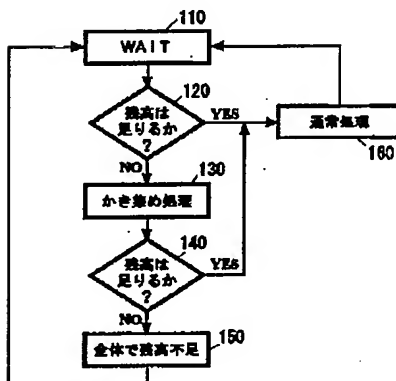 110
WAIT
120
残高は
足りるか
?
YES
通常処理
160
NO
130
かき集め処理
140
残高は
足りるか
?
YES
NO
150
全体で残高不足